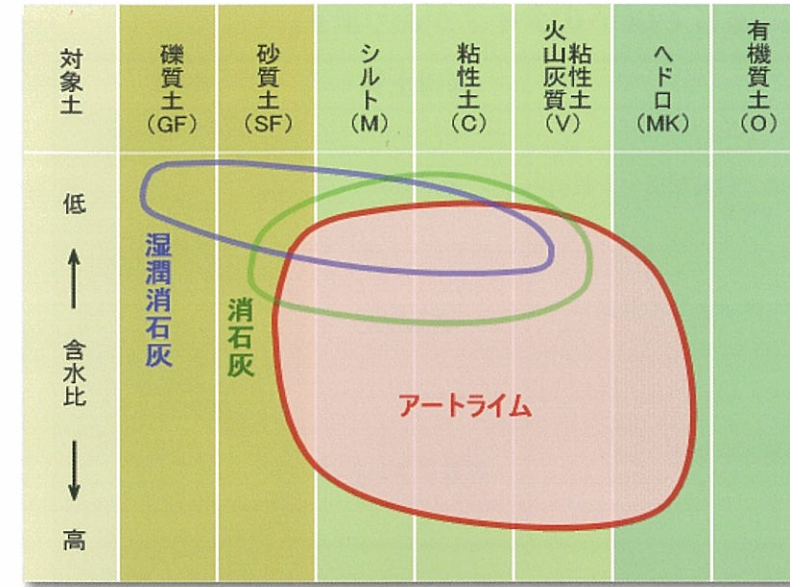 対象土
礫質土
(GF)
砂質土
(SF)
シルト
(M)
粘性土
(C)
火山灰質
粘性土
(V)
ヘドロ
(MK)
有機質土
(O)
低
含水比
高
湿潤消石灰
消石灰
アートライム